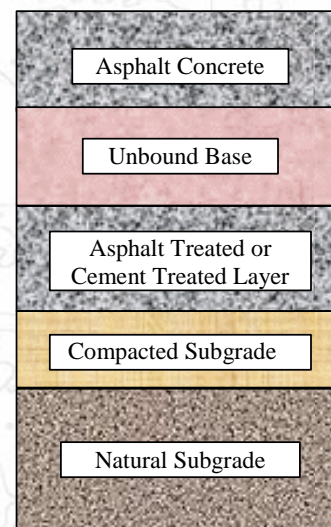 Asphalt Concrete
Unbound Base
Asphalt Treated or
Cement Treated Layer
Compacted Subgrade
Natural Subgrade